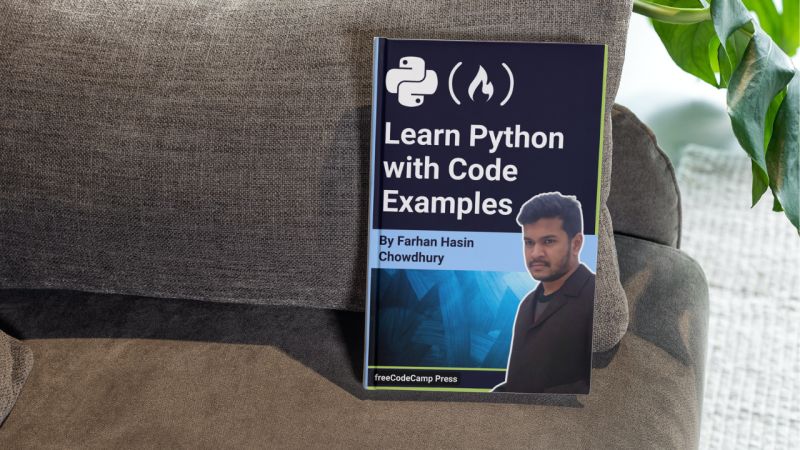 Learn Python
with Code
Examples
By Farhan Hasin
Chowdhury
freeCodeCamp Press